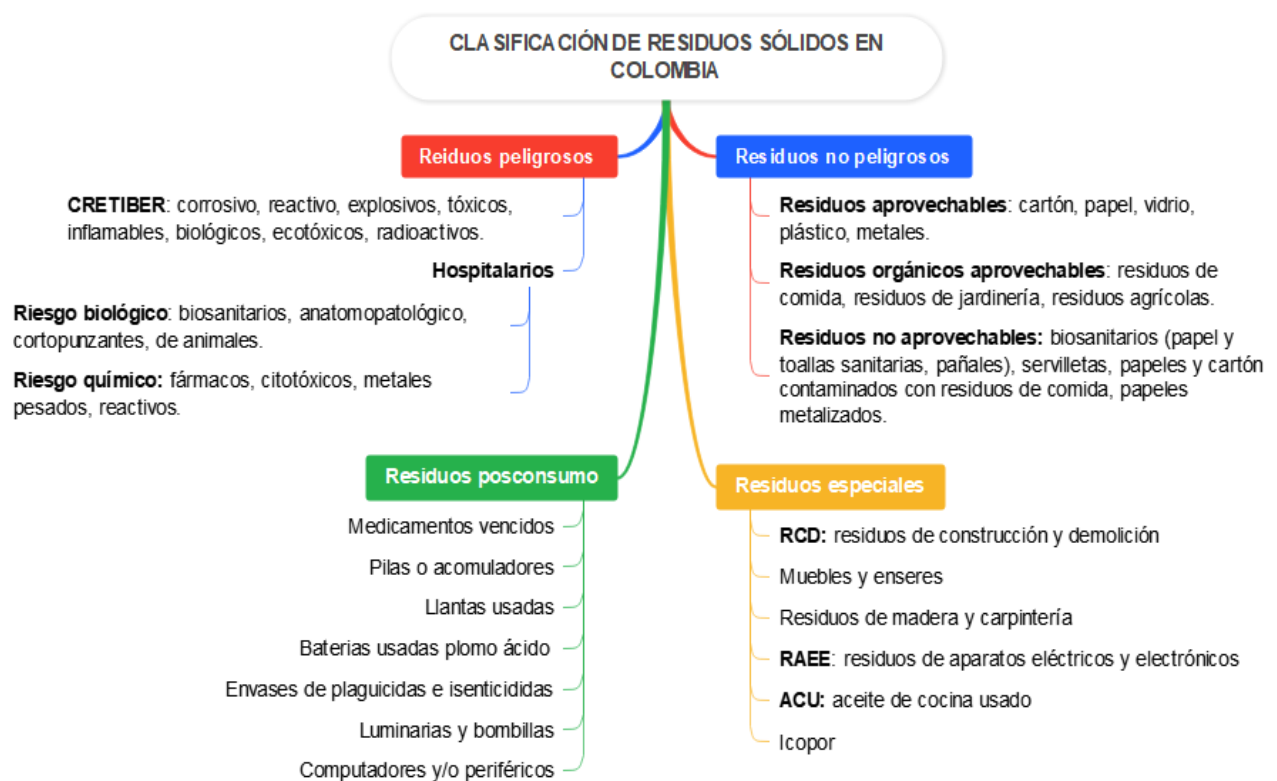 CLASIFICACIÓN DE RESIDUOS SÓLIDOS EN
COLOMBIA
Reiduos peligrosos
CRETIBER: corrosivo, reactivo, explosivos, tóxicos,
inflamables, biológicos, ecotóxicos, radioactivos.
Hospitalarios
Riesgo biológico: biosanitarios, anatomopatológico,
cortopunzantes, de animales.
Riesgo químico: fármacos, citotóxicos, metales
pesados, reactivos.
Residuos no peligrosos
Residuos aprovechables: cartón, papel, vidrio,
plástico, metales.
Residuos orgánicos aprovechables: residuos de
comida, residuos de jardinería, residuos agrícolas.
Residuos no aprovechables: biosanitarios (papel y
toallas sanitarias, pañales), servilletas, papeles y cartón
contaminados con residuos de comida, papeles
metalizados.
Residuos posconsumo
Medicamentos vencidos
Pilas o acomuladores
Llantas usadas
Baterias usadas plomo ácido
Envases de plaguicidas e isenticididas
Luminarias y bombillas
Computadores y/o periféricos
Residuos especiales
RCD: residuos de construcción y demolición
Muebles y enseres
Residuos de madera y carpintería
RAEE: residuos de aparatos eléctricos y electrónicos
ACU: aceite de cocina usado
Icopor